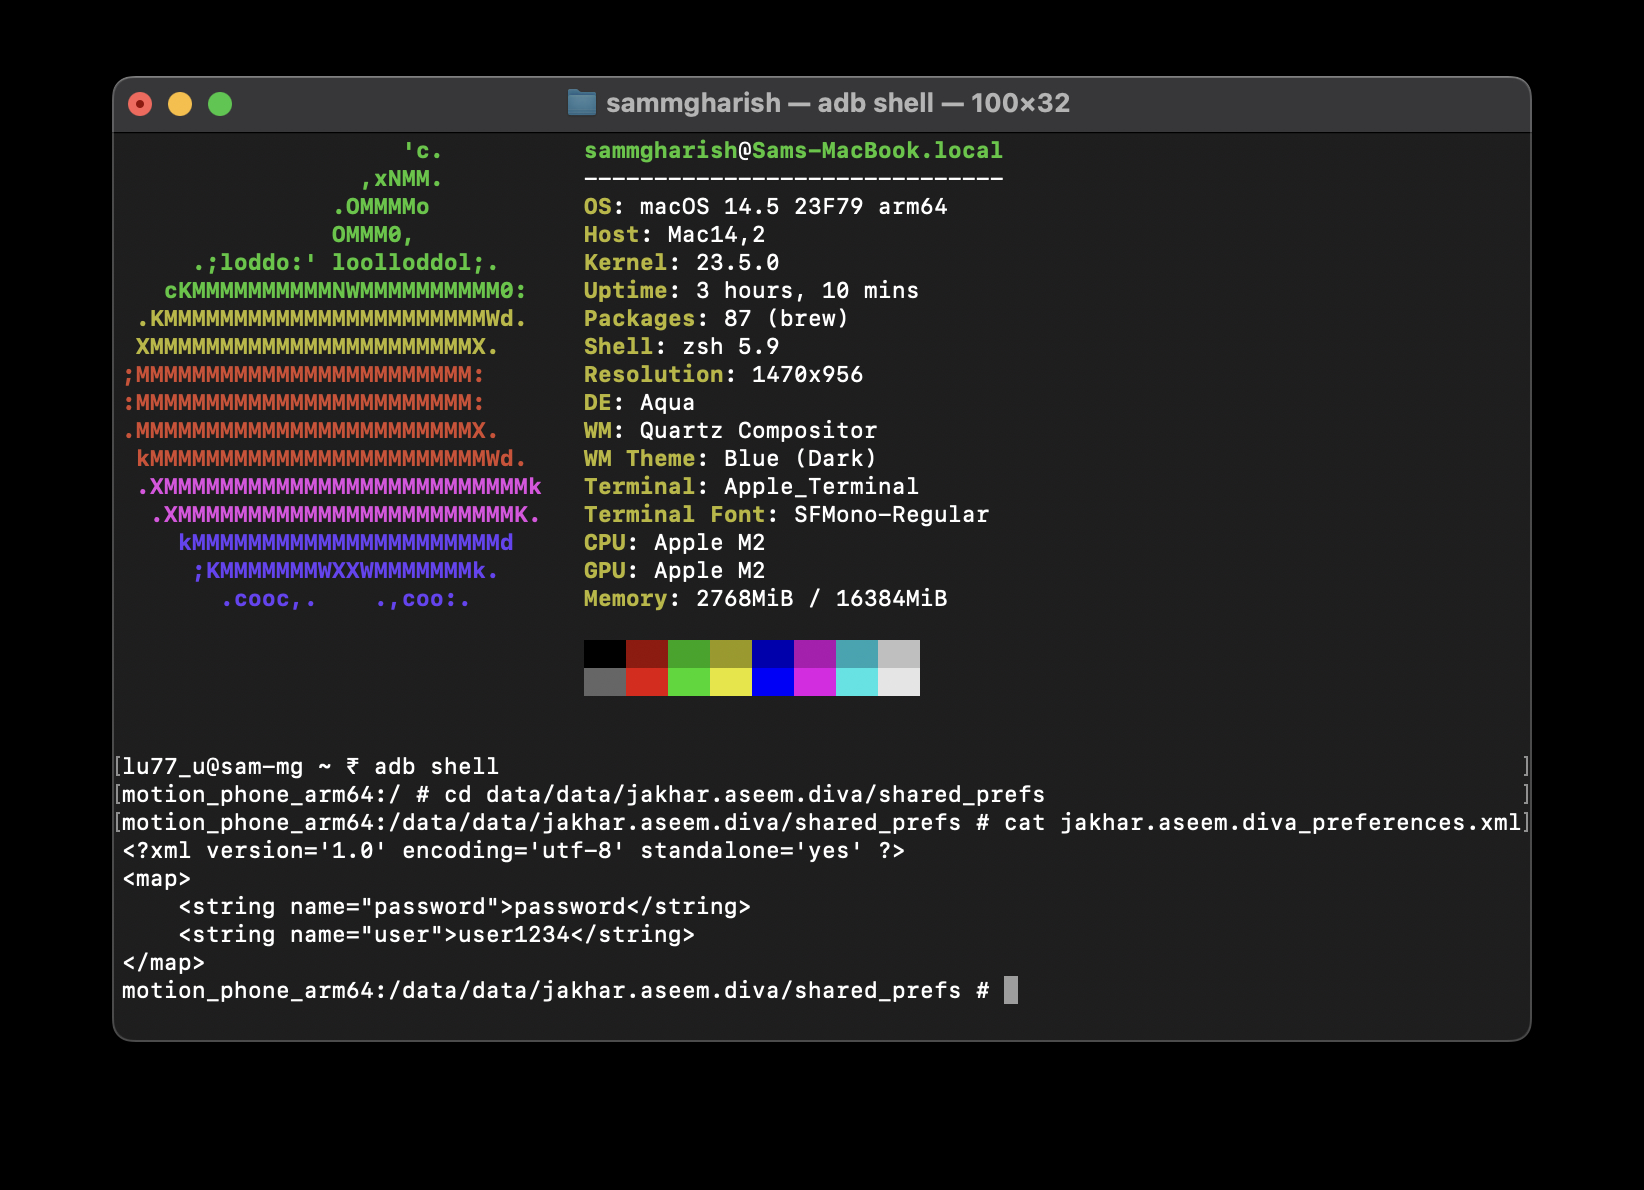 sammgharish — adb shell — 100×32
'c.          sammgharish@Sams-MacBook.local
,xNMM.          ------------------------------
.OMMMMo           OS: macOS 14.5 23F79 arm64
OMMM0,            Host: Mac14,2
.;loddo:' loolloddol;.      Kernel: 23.5.0
cKMMMMMMMMMMNWMMMMMMMMMM0:    Uptime: 3 hours, 10 mins
.KMMMMMMMMMMMMMMMMMMMMMMMWd.    Packages: 87 (brew)
XMMMMMMMMMMMMMMMMMMMMMMMX.      Shell: zsh 5.9
;MMMMMMMMMMMMMMMMMMMMMMMM:       Resolution: 1470x956
:MMMMMMMMMMMMMMMMMMMMMMMM:       DE: Aqua
.MMMMMMMMMMMMMMMMMMMMMMMMX.      WM: Quartz Compositor
kMMMMMMMMMMMMMMMMMMMMMMMMWd.    WM Theme: Blue (Dark)
.XMMMMMMMMMMMMMMMMMMMMMMMMMMk   Terminal: Apple_Terminal
.XMMMMMMMMMMMMMMMMMMMMMMMMK.   Terminal Font: SFMono-Regular
kMMMMMMMMMMMMMMMMMMMMMMd     CPU: Apple M2
;KMMMMMMMWXXWMMMMMMMk.      GPU: Apple M2
.cooc,.    .,coo:.        Memory: 2768MiB / 16384MiB
[lu77_u@sam-mg ~ ₹ adb shell ]
[motion_phone_arm64:/ # cd data/data/jakhar.aseem.diva/shared_prefs ]
[motion_phone_arm64:/data/data/jakhar.aseem.diva/shared_prefs # cat jakhar.aseem.diva_preferences.xml]
<?xml version='1.0' encoding='utf-8' standalone='yes' ?>
<map>
    <string name="password">password</string>
    <string name="user">user1234</string>
</map>
motion_phone_arm64:/data/data/jakhar.aseem.diva/shared_prefs #